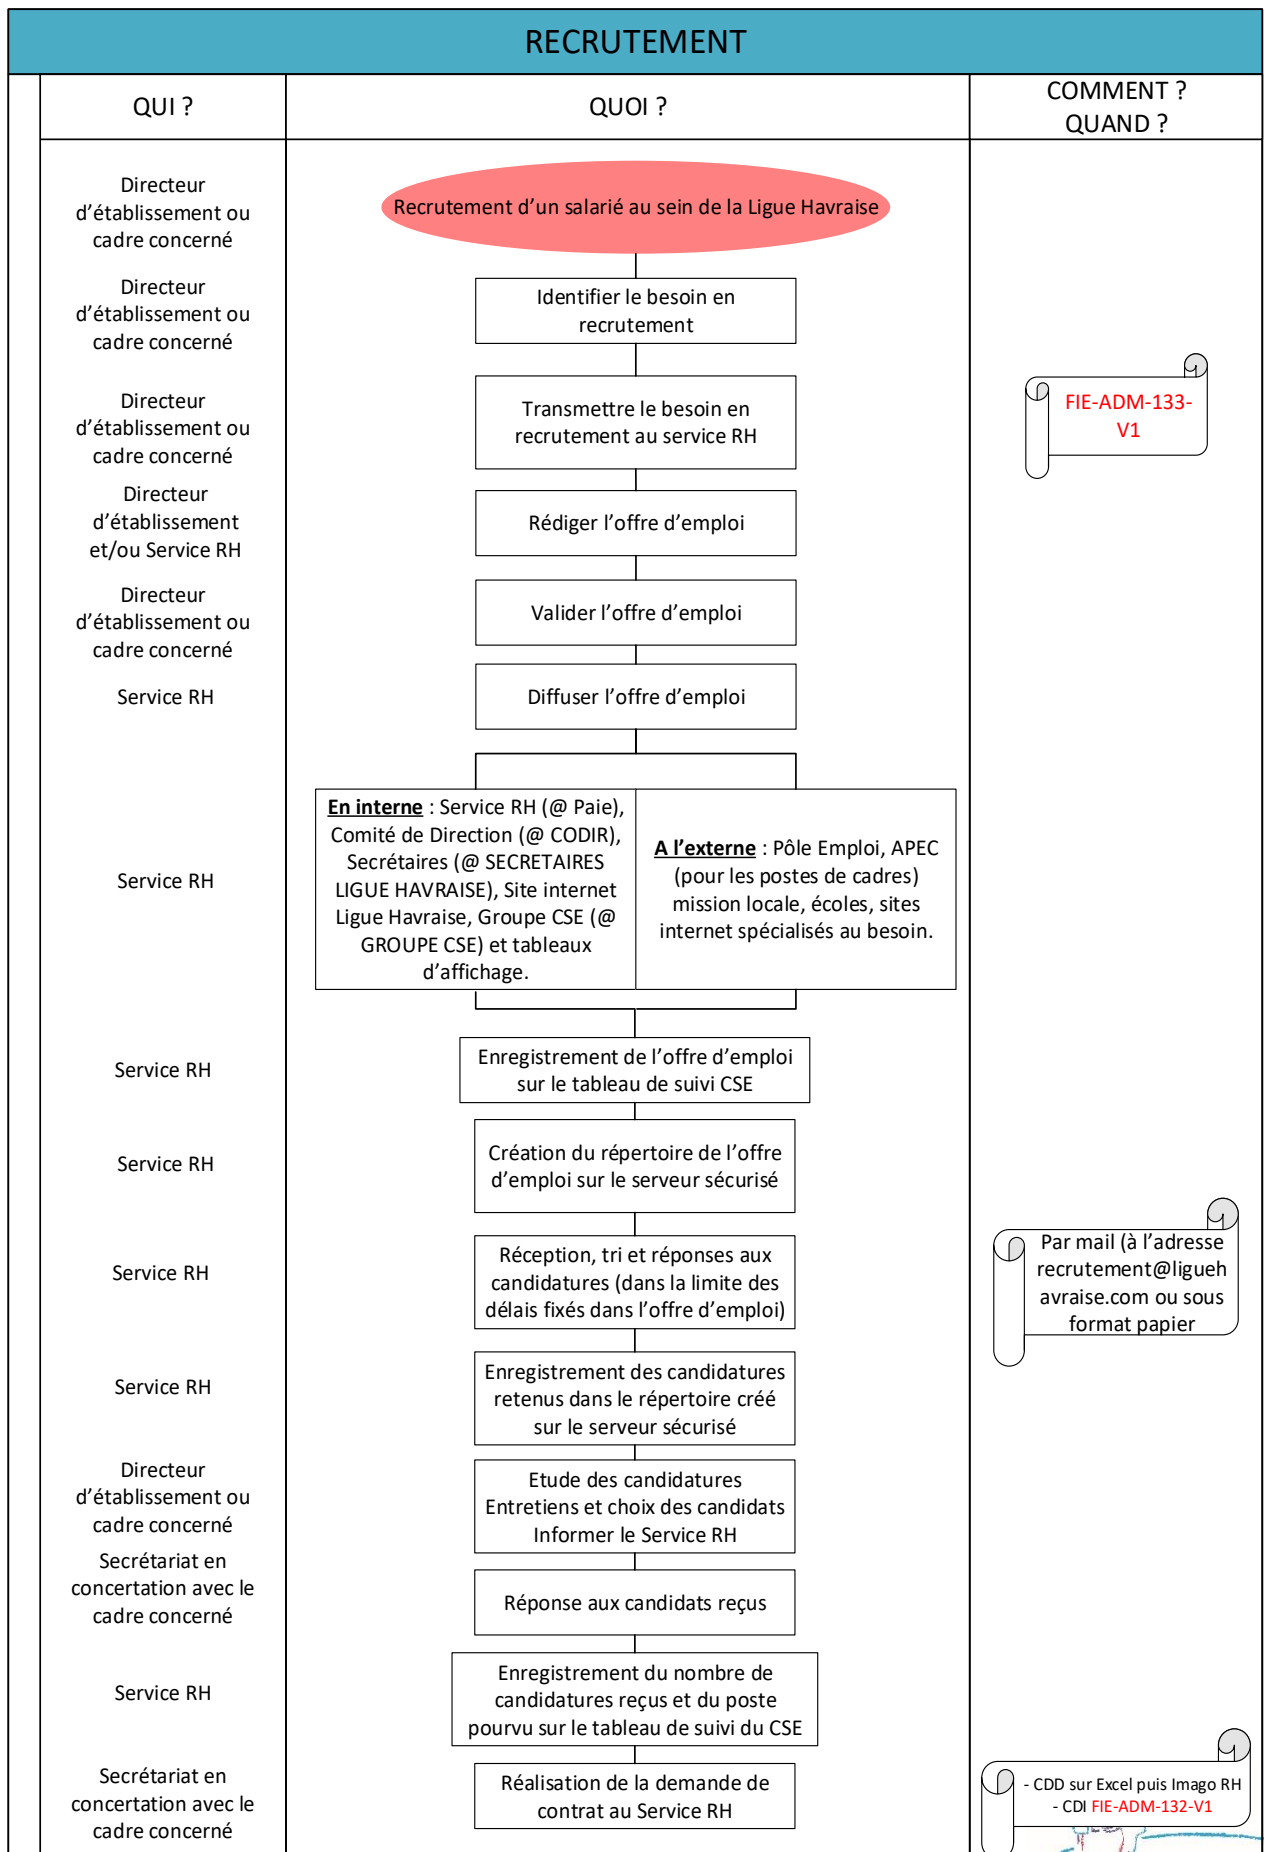 RECRUTEMENT
QUI ?
QUOI ?
COMMENT ?
QUAND ?
Directeur
d’établissement ou
cadre concerné
Recrutement d’un salarié au sein de la Ligue Havraise
Directeur
d’établissement ou
cadre concerné
Identifier le besoin en
recrutement
Directeur
d’établissement ou
cadre concerné
Transmettre le besoin en
recrutement au service RH
FIE-ADM-133-
V1
Directeur
d’établissement
et/ou Service RH
Rédiger l’offre d’emploi
Directeur
d’établissement ou
cadre concerné
Valider l’offre d’emploi
Service RH
Diffuser l’offre d’emploi
Service RH
En interne : Service RH (@ Paie),
Comité de Direction (@ CODIR),
Secrétaires (@ SECRETAIRES
LIGUE HAVRAISE), Site internet
Ligue Havraise, Groupe CSE (@
GROUPE CSE) et tableaux
d’affichage.
A l’externe : Pôle Emploi, APEC
(pour les postes de cadres)
mission locale, écoles, sites
internet spécialisés au besoin.
Service RH
Enregistrement de l’offre d’emploi
sur le tableau de suivi CSE
Service RH
Création du répertoire de l’offre
d’emploi sur le serveur sécurisé
Service RH
Réception, tri et réponses aux
candidatures (dans la limite des
délais fixés dans l’offre d’emploi)
Par mail (à l’adresse
recrutement@ligueh
avraise.com ou sous
format papier
Service RH
Enregistrement des candidatures
retenus dans le répertoire créé
sur le serveur sécurisé
Directeur
d’établissement ou
cadre concerné
Etude des candidatures
Entretiens et choix des candidats
Informer le Service RH
Secrétariat en
concertation avec le
cadre concerné
Réponse aux candidats reçus
Service RH
Enregistrement du nombre de
candidatures reçus et du poste
pourvu sur le tableau de suivi du CSE
Secrétariat en
concertation avec le
cadre concerné
Réalisation de la demande de
contrat au Service RH
- CDD sur Excel puis Imago RH
- CDI FIE-ADM-132-V1